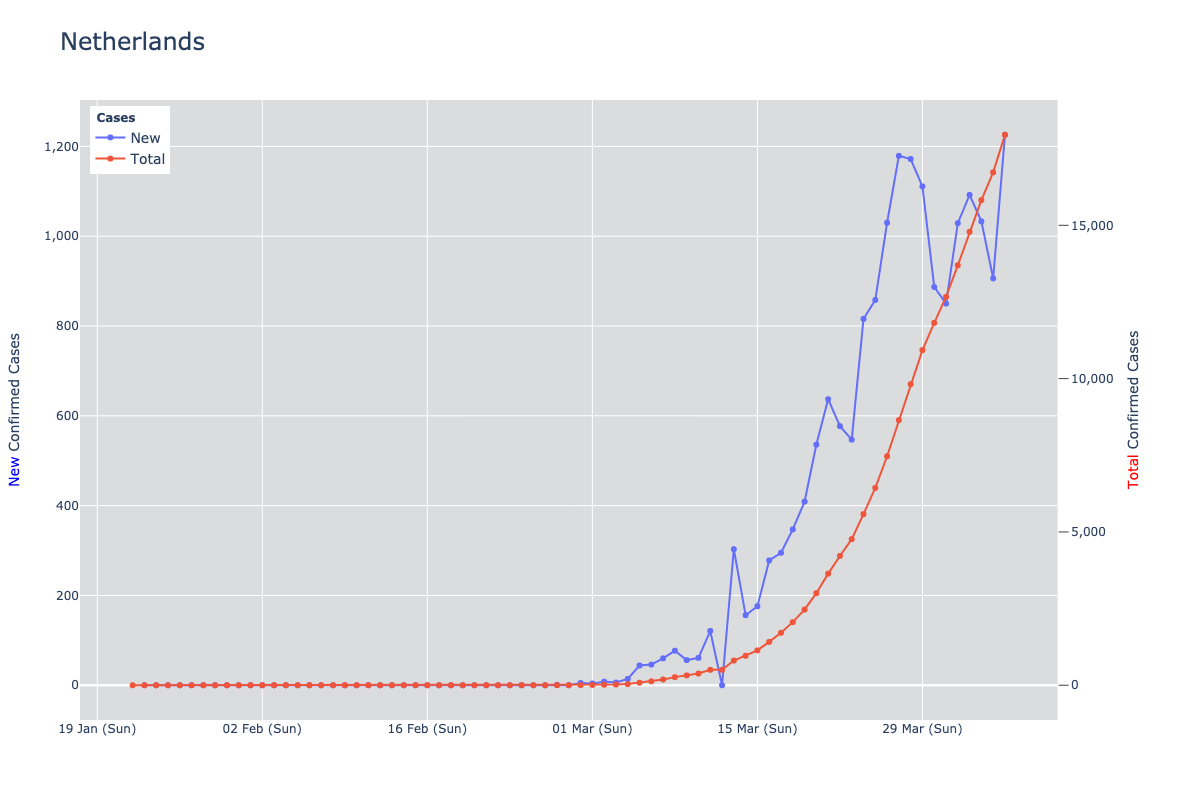 Netherlands
Cases
New
Total
1,200
1,000
800
600
400
200
0
15,000
10,000
5,000
0
New Confirmed Cases
Total Confirmed Cases
19 Jan (Sun)
02 Feb (Sun)
16 Feb (Sun)
01 Mar (Sun)
15 Mar (Sun)
29 Mar (Sun)